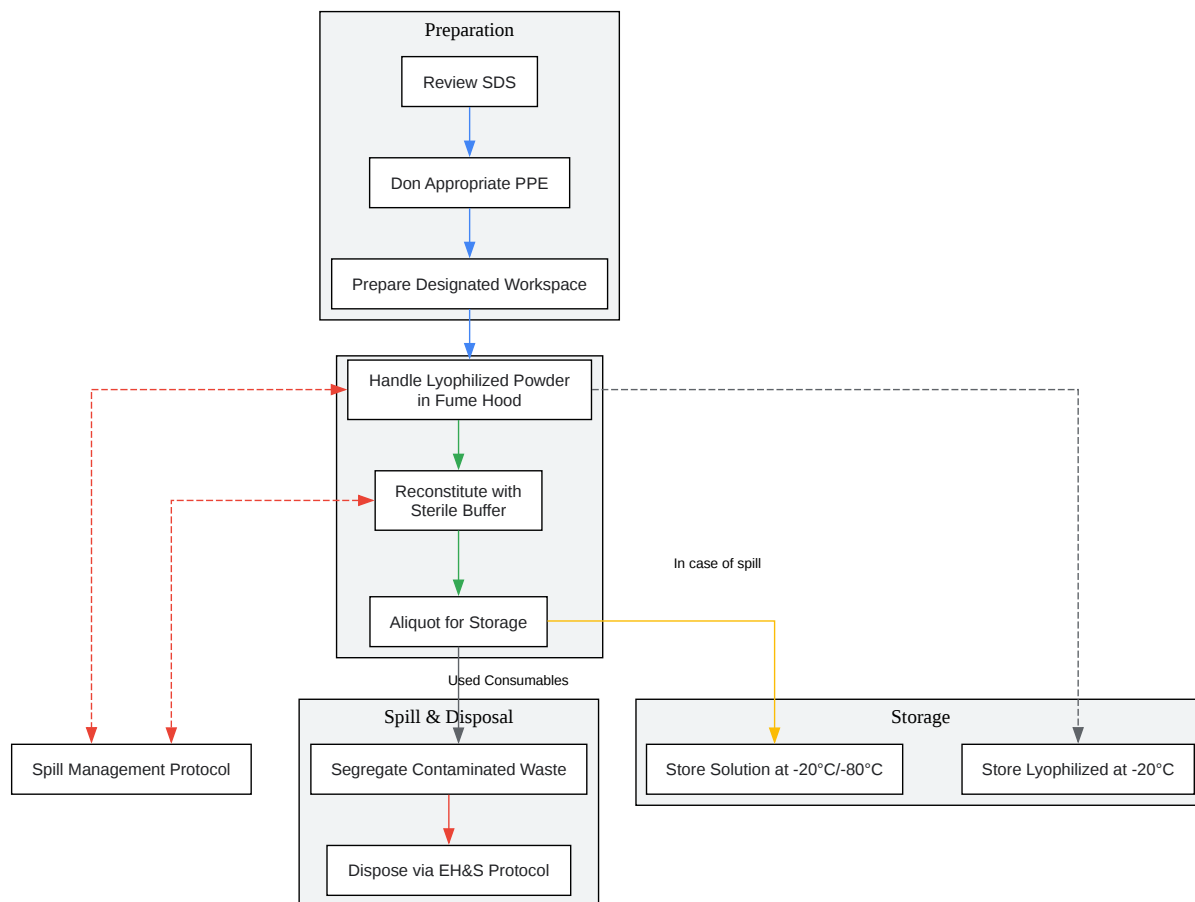 Preparation
Review SDS
Don Appropriate PPE
Prepare Designated Workspace
Handle Lyophilized Powder
in Fume Hood
Reconstitute with
Sterile Buffer
In case of spill
Aliquot for Storage
Used Consumables
Spill & Disposal
Storage
Spill Management Protocol
Segregate Contaminated Waste
Store Solution at -20°C/-80°C
Store Lyophilized at -20°C
Dispose via EH&S Protocol